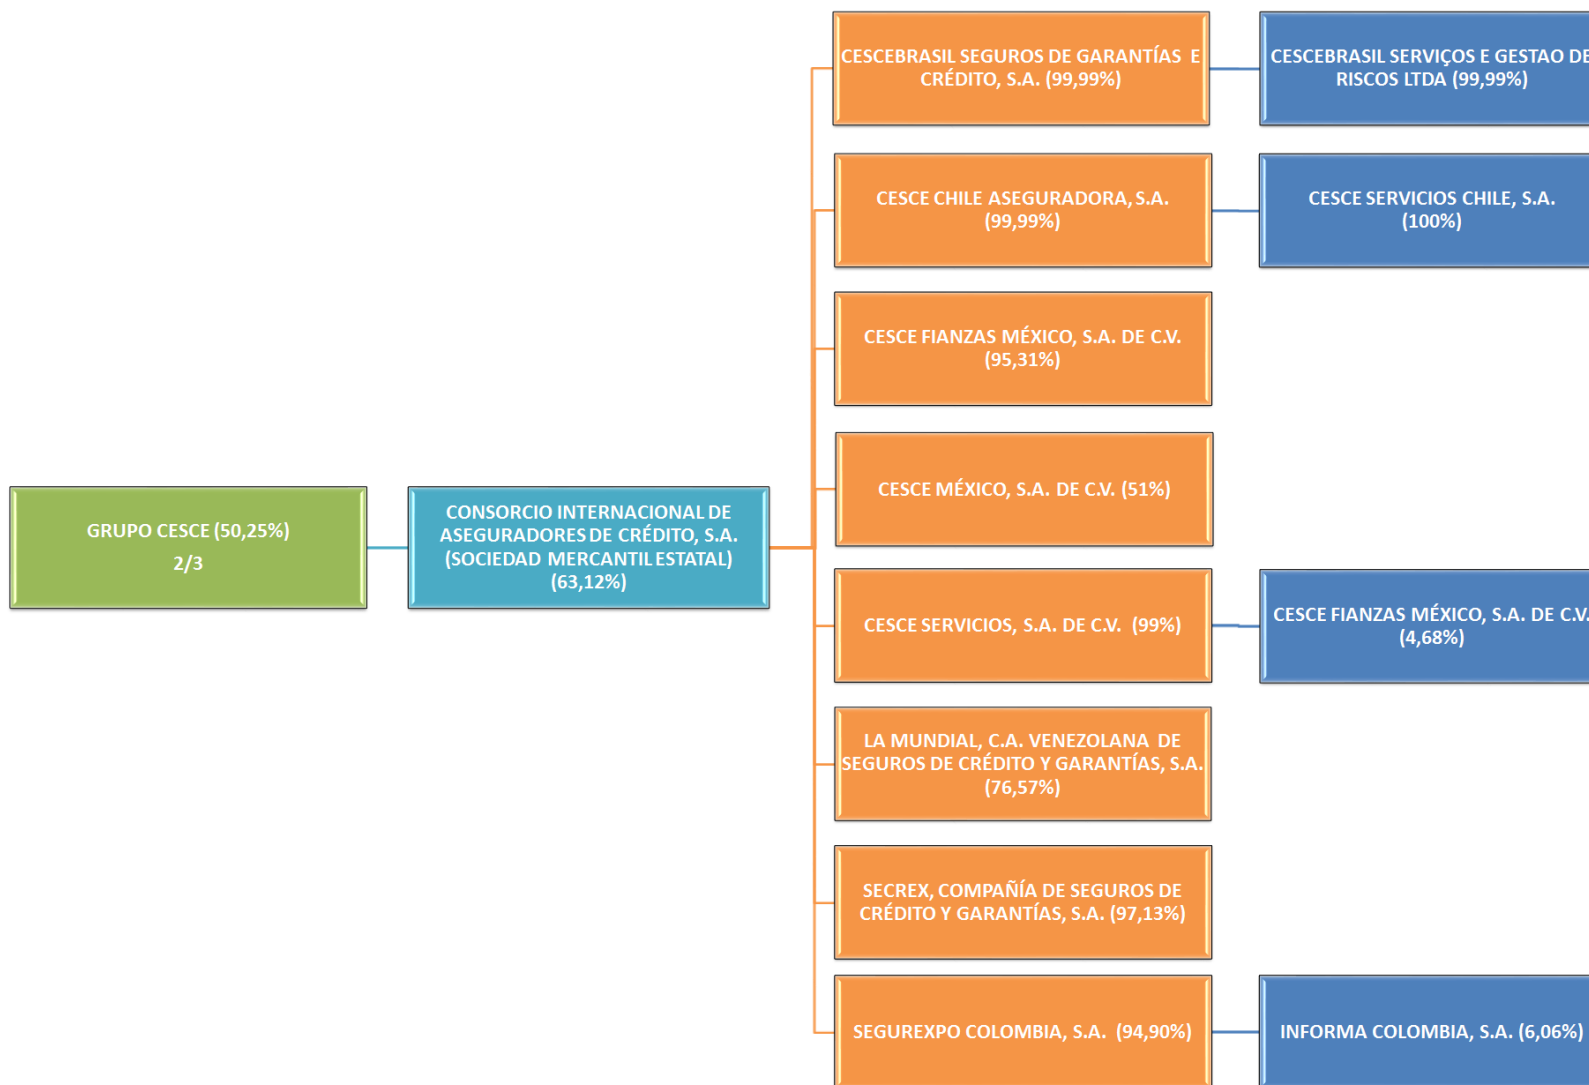 CESCEBRASIL SEGUROS DE GARANTÍAS E
CRÉDITO, S.A. (99,99%)
CESCEBRASIL SERVIÇOS E GESTAO DE
RISCOS LTDA (99,99%)
CESCE CHILE ASEGURADORA, S.A.
(99,99%)
CESCE SERVICIOS CHILE, S.A.
(100%)
CESCE FIANZAS MÉXICO, S.A. DE C.V.
(95,31%)
CESCE MÉXICO, S.A. DE C.V. (51%)
GRUPO CESCE (50,25%)
2/3
CONSORCIO INTERNACIONAL DE
ASEGURADORES DE CRÉDITO, S.A.
(SOCIEDAD MERCANTIL ESTATAL)
(63,12%)
CESCE SERVICIOS, S.A. DE C.V. (99%)
CESCE FIANZAS MÉXICO, S.A. DE C.V.
(4,68%)
LA MUNDIAL, C.A. VENEZOLANA DE
SEGUROS DE CRÉDITO Y GARANTÍAS, S.A.
(76,57%)
SECREX, COMPAÑÍA DE SEGUROS DE
CRÉDITO Y GARANTÍAS, S.A. (97,13%)
SEGUREXPO COLOMBIA, S.A. (94,90%)
INFORMA COLOMBIA, S.A. (6,06%)